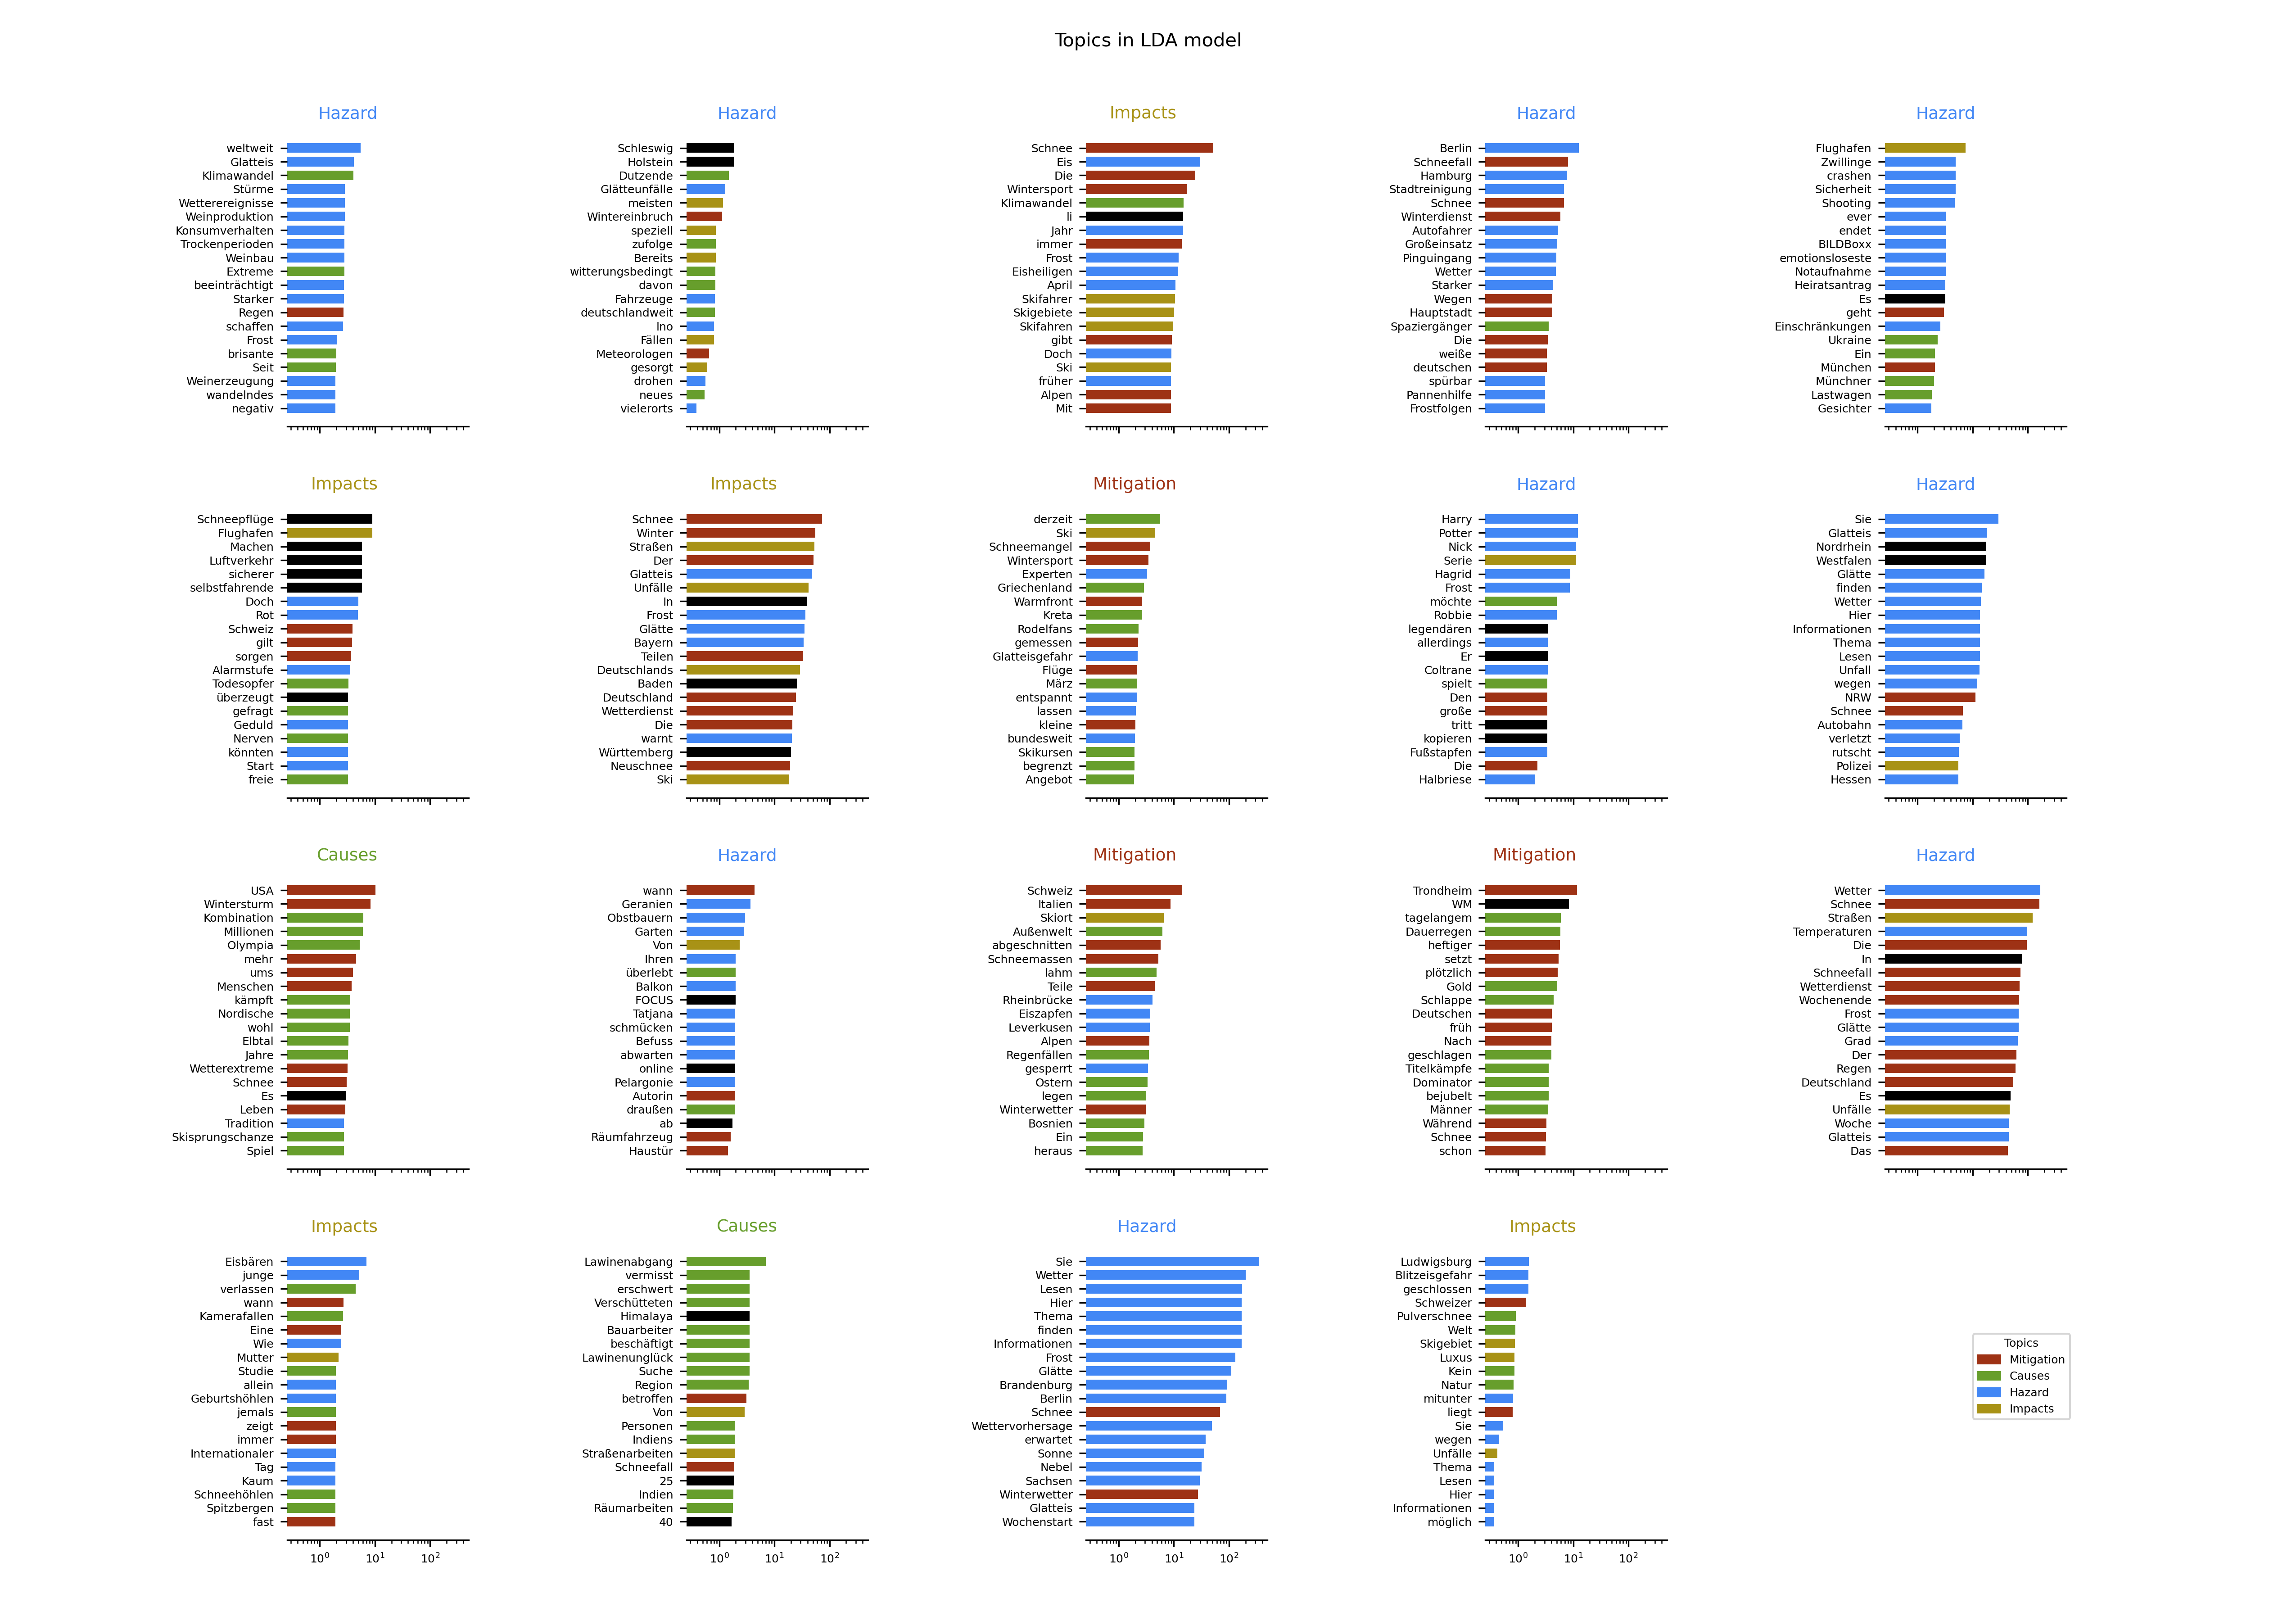 Topics in LDA model
Hazard
weltweit
Glatteis
Klimawandel
Stürme
Wetterereignisse
Weinproduktion
Konsumverhalten
Trockenperioden
Weinbau
Extreme
beeinträchtigt
Starker
Regen
schaffen
Frost
brisante
Seit
Weinerzeugung
wandelndes
negativ
Hazard
Schleswig
Holstein
Dutzende
Glätteunfälle
meisten
Wintereinbruch
speziell
zufolge
Bereits
witterungsbedingt
davon
Fahrzeuge
deutschlandweit
Ino
Fällen
Meteorologen
gesorgt
drohen
neues
vielerorts
Impacts
Schnee
Eis
Die
Wintersport
Klimawandel
li
Jahr
immer
Frost
Eisheiligen
April
Skifahrer
Skigebiete
Skifahren
gibt
Doch
Ski
früher
Alpen
Mit
Hazard
Berlin
Schneefall
Hamburg
Stadtreinigung
Schnee
Winterdienst
Autofahrer
Großeinsatz
Pinguingang
Wetter
Starker
Wegen
Hauptstadt
Spaziergänger
Die
weiße
deutschen
spürbar
Pannenhilfe
Frostfolgen
Hazard
Flughafen
Zwillinge
crashen
Sicherheit
Shooting
ever
endet
BILDBoxx
emotionsloseste
Notaufnahme
Heiratsantrag
Es
geht
Einschränkungen
Ukraine
Ein
München
Münchner
Lastwagen
Gesichter
Impacts
Schneepflüge
Flughafen
Machen
Luftverkehr
sicherer
selbstfahrende
Doch
Rot
Schweiz
gilt
sorgen
Alarmstufe
Todesopfer
überzeugt
gefragt
Geduld
Nerven
könnten
Start
freie
Impacts
Schnee
Winter
Straßen
Der
Glatteis
Unfälle
In
Frost
Glätte
Bayern
Teilen
Deutschlands
Baden
Deutschland
Wetterdienst
Die
warnt
Württemberg
Neuschnee
Ski
Mitigation
derzeit
Ski
Schneemangel
Wintersport
Experten
Griechenland
Warmfront
Kreta
Rodelfans
gemessen
Glatteisgefahr
Flüge
März
entspannt
lassen
kleine
bundesweit
Skikursen
begrenzt
Angebot
Hazard
Harry
Potter
Nick
Serie
Hagrid
Frost
möchte
Robbie
legendären
allerdings
Er
Coltrane
spielt
Den
große
tritt
kopieren
Fußstapfen
Die
Halbriese
Hazard
Sie
Glatteis
Nordrhein
Westfalen
Glätte
finden
Wetter
Hier
Informationen
Thema
Lesen
Unfall
wegen
NRW
Schnee
Autobahn
verletzt
rutscht
Polizei
Hessen
Causes
USA
Wintersturm
Kombination
Millionen
Olympia
mehr
ums
Menschen
kämpft
Nordische
wohl
Elbtal
Jahre
Wetterextreme
Schnee
Es
Leben
Tradition
Skisprungschanze
Spiel
Hazard
wann
Geranien
Obstbauern
Garten
Von
Ihren
überlebt
Balkon
FOCUS
Tatjana
schmücken
Befuss
abwarten
online
Pelargonie
Autorin
draußen
ab
Räumfahrzeug
Haustür
Mitigation
Schweiz
Italien
Skiort
Außenwelt
abgeschnitten
Schneemassen
lahm
Teile
Rheinbrücke
Eiszapfen
Leverkusen
Alpen
Regenfällen
gesperrt
Ostern
legen
Winterwetter
Bosnien
Ein
heraus
Mitigation
Trondheim
WM
tagelangem
Dauerregen
heftiger
setzt
plötzlich
Gold
Schlappe
Deutschen
früh
Nach
geschlagen
Titelkämpfe
Dominator
bejubelt
Männer
Während
Schnee
schon
Hazard
Wetter
Schnee
Straßen
Temperaturen
Die
In
Schneefall
Wetterdienst
Wochenende
Frost
Glätte
Grad
Der
Regen
Deutschland
Es
Unfälle
Woche
Glatteis
Das
Impacts
Eisbären
junge
verlassen
wann
Kamerafallen
Eine
Wie
Mutter
Studie
allein
Geburtshöhlen
jemals
zeigt
immer
Internationaler
Tag
Kaum
Schneehöhlen
Spitzbergen
fast
10⁰ 10¹ 10²
Causes
Lawinenabgang
vermisst
erschwert
Verschütteten
Himalaya
Bauarbeiter
beschäftigt
Lawinenunglück
Suche
Region
betroffen
Von
Personen
Indiens
Straßenarbeiten
Schneefall
25
Indien
Räumarbeiten
40
10⁰ 10¹ 10²
Hazard
Sie
Wetter
Lesen
Hier
Thema
finden
Informationen
Frost
Glätte
Brandenburg
Berlin
Schnee
Wettervorhersage
erwartet
Sonne
Nebel
Sachsen
Winterwetter
Glatteis
Wochenstart
10⁰ 10¹ 10²
Impacts
Ludwigsburg
Blitzeisgefahr
geschlossen
Schweizer
Pulverschnee
Welt
Skigebiet
Luxus
Kein
Natur
mitunter
liegt
Sie
wegen
Unfälle
Thema
Lesen
Hier
Informationen
möglich
10⁰ 10¹ 10²
Topics
Mitigation
Causes
Hazard
Impacts